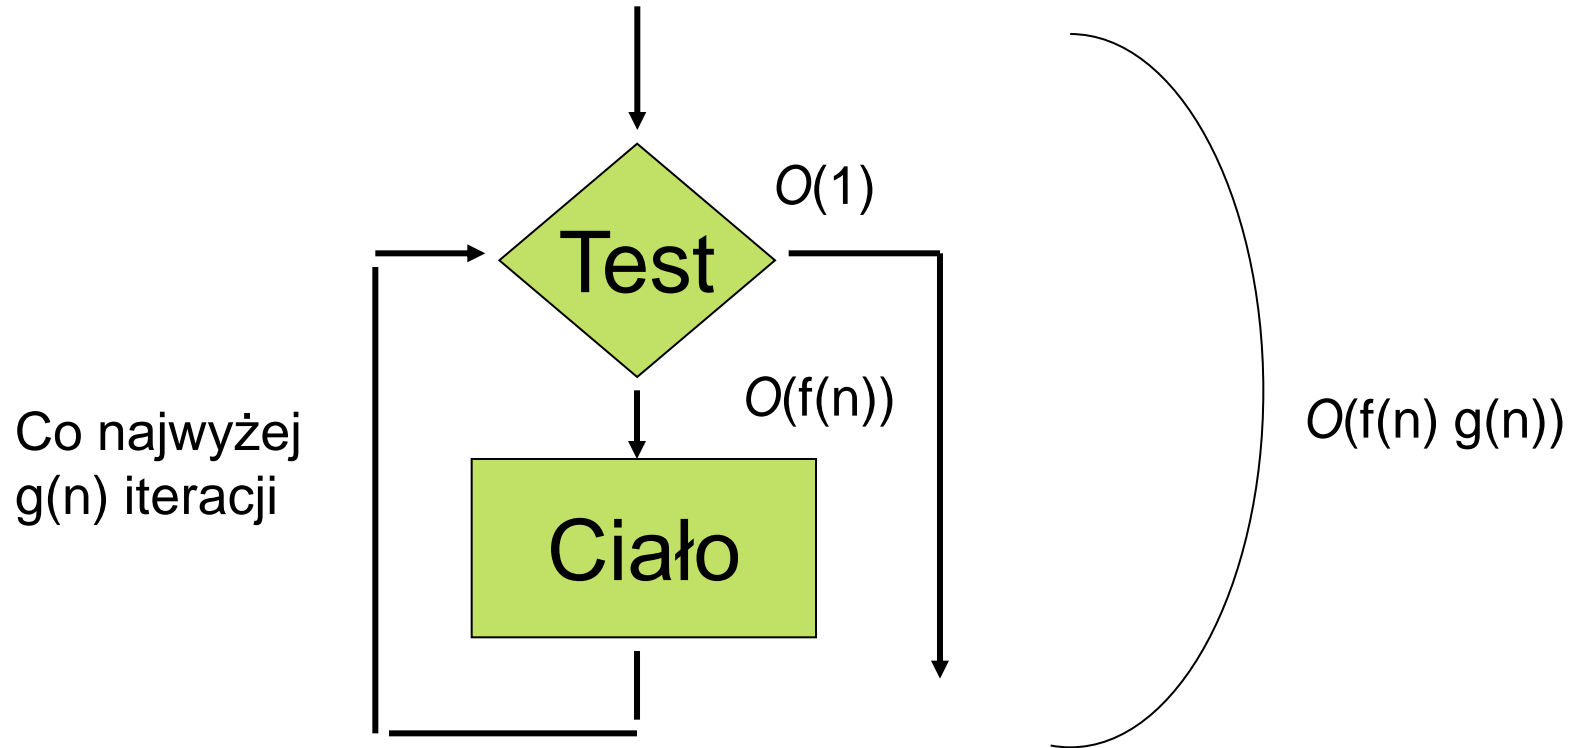 O(1)
Test
O(f(n))
Co najwyżej
g(n) iteracji
O(f(n) g(n))
Ciało